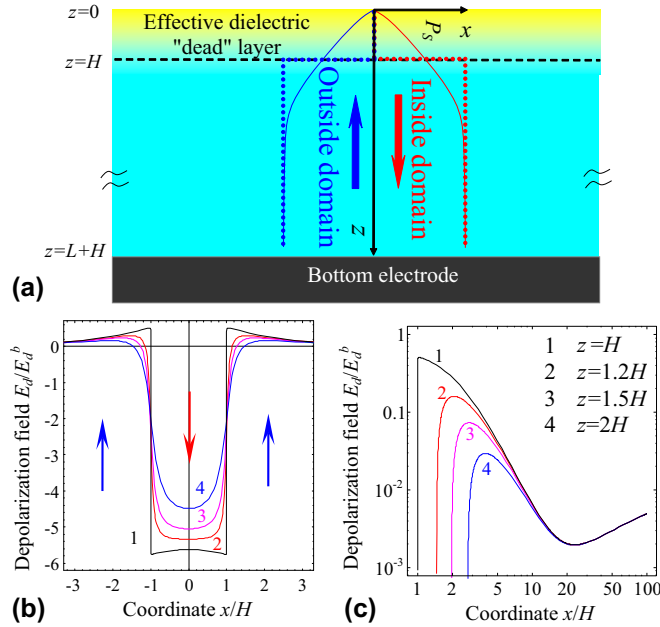 z=0
Effective dielectric
"dead" layer
P_S
x
z=H
Outside domain
Inside domain
z
z=L+H
Bottom electrode
(a)
Depolarization field E_d/E_d^b
0
-1
-2
-3
-4
-5
-6
1
2
3
4
-3
-2
-1
0
1
2
3
Coordinate x/H
(b)
Depolarization field E_d/E_d^b
1
0.1
10^-2
10^-3
1
2
3
4
1 z=H
2 z=1.2H
3 z=1.5H
4 z=2H
1 2 5 10 20 50 100
Coordinate x/H
(c)